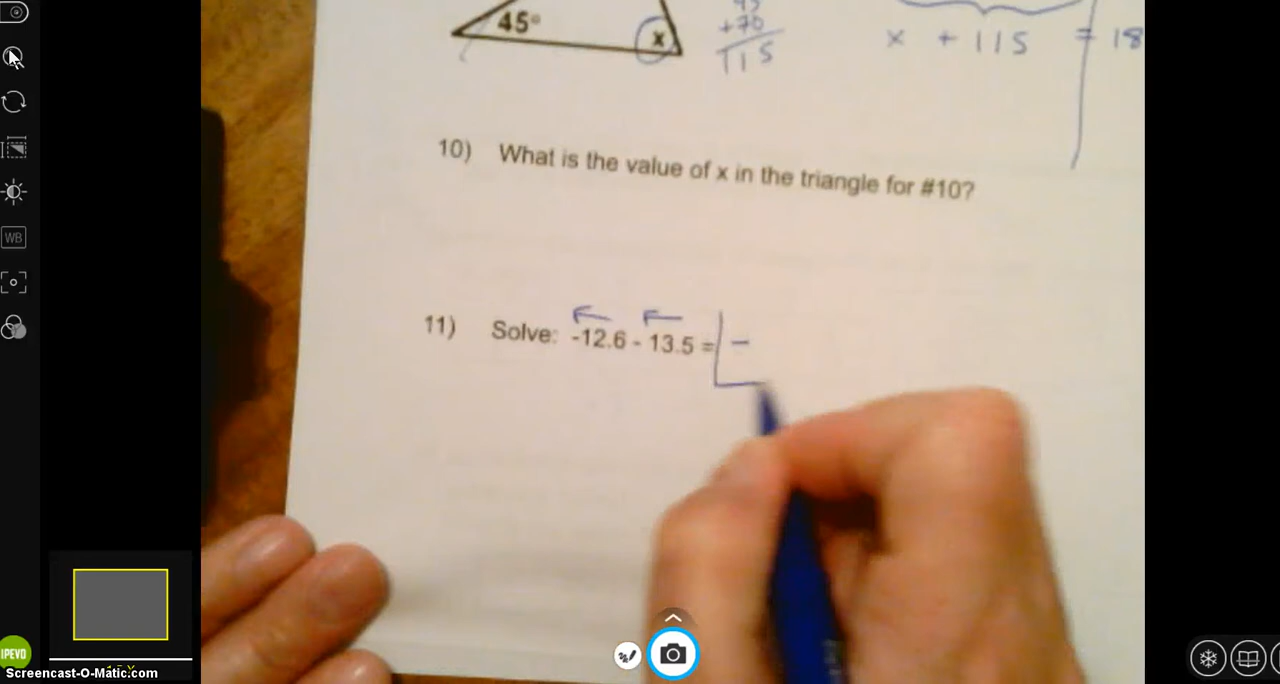 45°
x
+70
115
x + 115 = 18
10) What is the value of x in the triangle for #10?
11) Solve: -12.6 - 13.5 = -
WB
IPEVO
Screencast-O-Matic.com